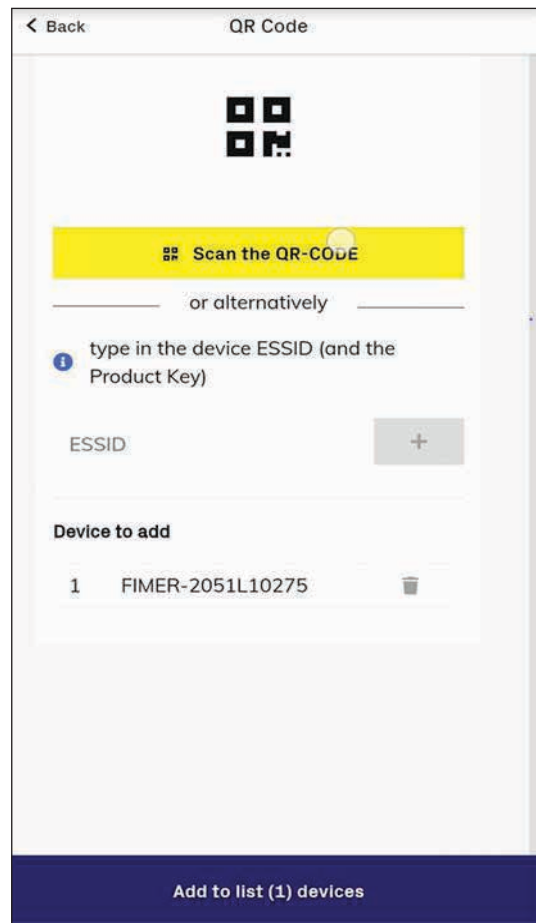 Back
QR Code
Scan the QR-CODE
or alternatively
type in the device ESSID (and the
Product Key)
ESSID
+
Device to add
1 FIMER-2051L10275
Add to list (1) devices